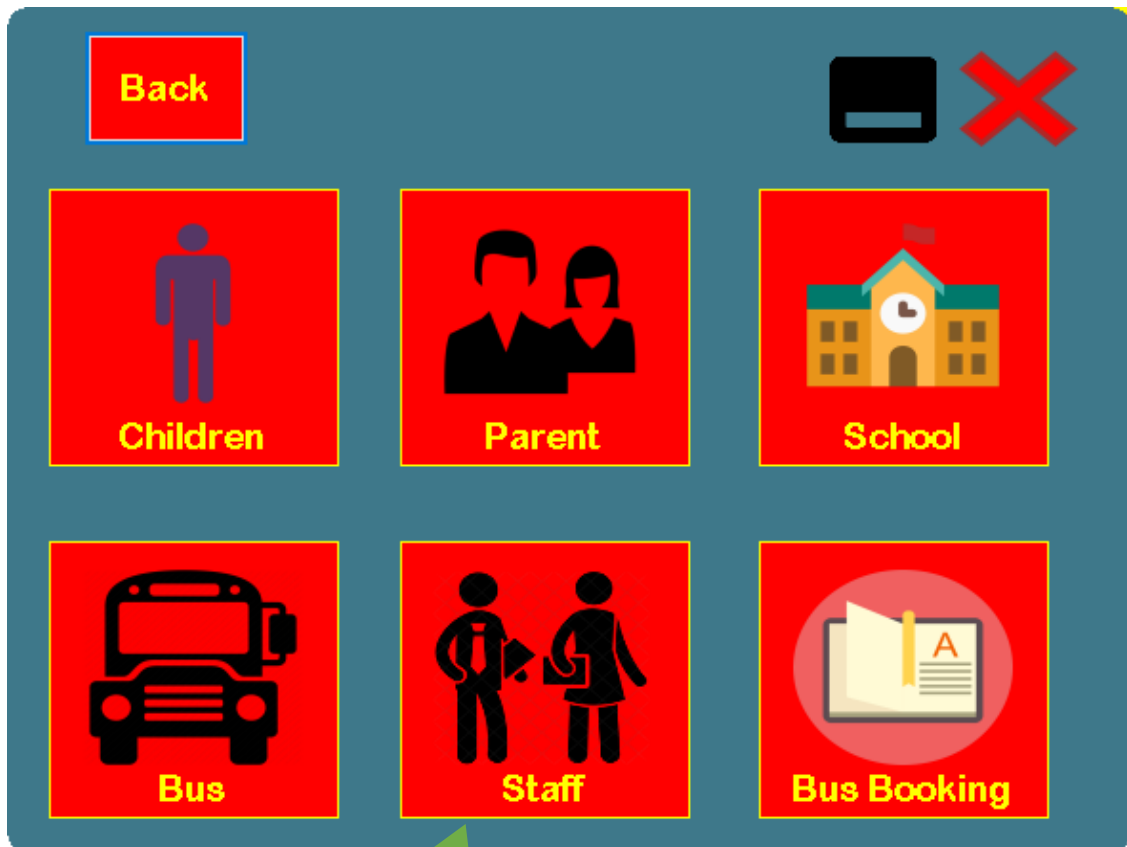 Back
Children
Parent
School
Bus
Staff
A
Bus Booking